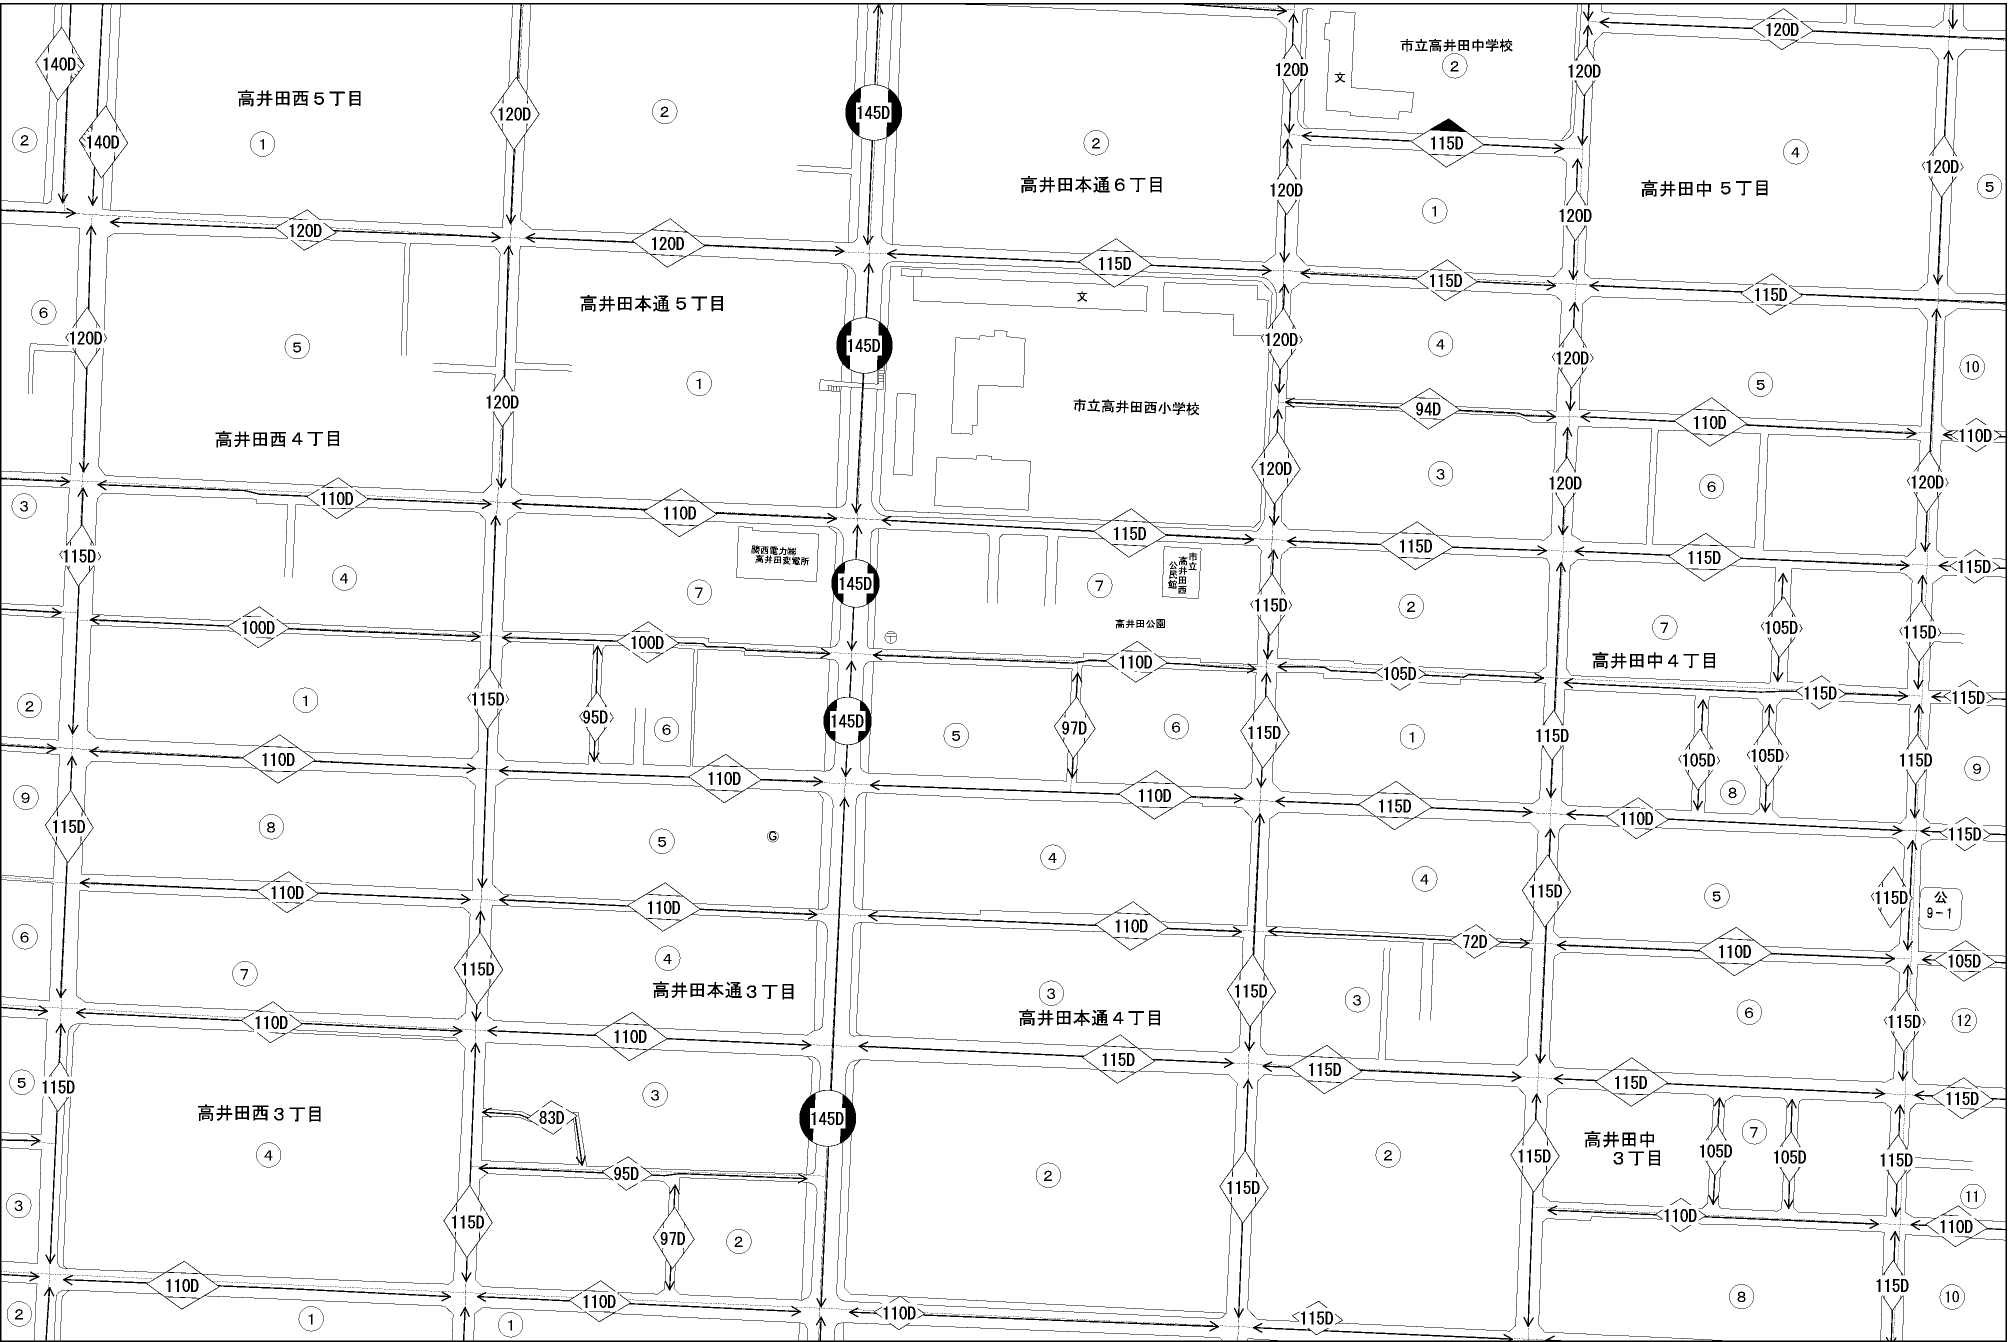 市立高井田中学校
120D
140D
120D
120D
2
文
高井田西５丁目
120D
2
145D
140D
2
1
2
115D
4
120D
5
高井田本通６丁目
120D
高井田中５丁目
1
120D
120D
120D
115D
115D
115D
文
高井田本通５丁目
6
120D
5
145D
120D
4
120D
10
1
5
120D
市立高井田西小学校
94D
110D
110D
高井田西４丁目
120D
3
120D
120D
6
3
110D
110D
115D
115D
115D
115D
115D
関西電力㈱
高井田変電所
市立
高井田西
公民館
4
7
145D
7
115D
2
高井田公園
〒
100D
100D
105D
7
115D
110D
105D
高井田中４丁目
115D
115D
2
1
115D
95D
6
145D
5
97D
6
115D
1
115D
105D
105D
115D
9
110D
110D
110D
115D
8
9
115D
8
5
G
110D
115D
4
4
115D
5
115D
公
9-1
110D
110D
110D
72D
110D
105D
6
7
115D
4
高井田本通３丁目
3
115D
3
高井田本通４丁目
6
115D
12
110D
110D
115D
115D
115D
115D
5
115D
3
高井田西３丁目
83D
145D
4
95D
2
2
115D
高井田中
３丁目
7
105D
105D
115D
3
115D
97D
2
115D
110D
11
110D
110D
110D
110D
115D
8
115D
10
2
1
1